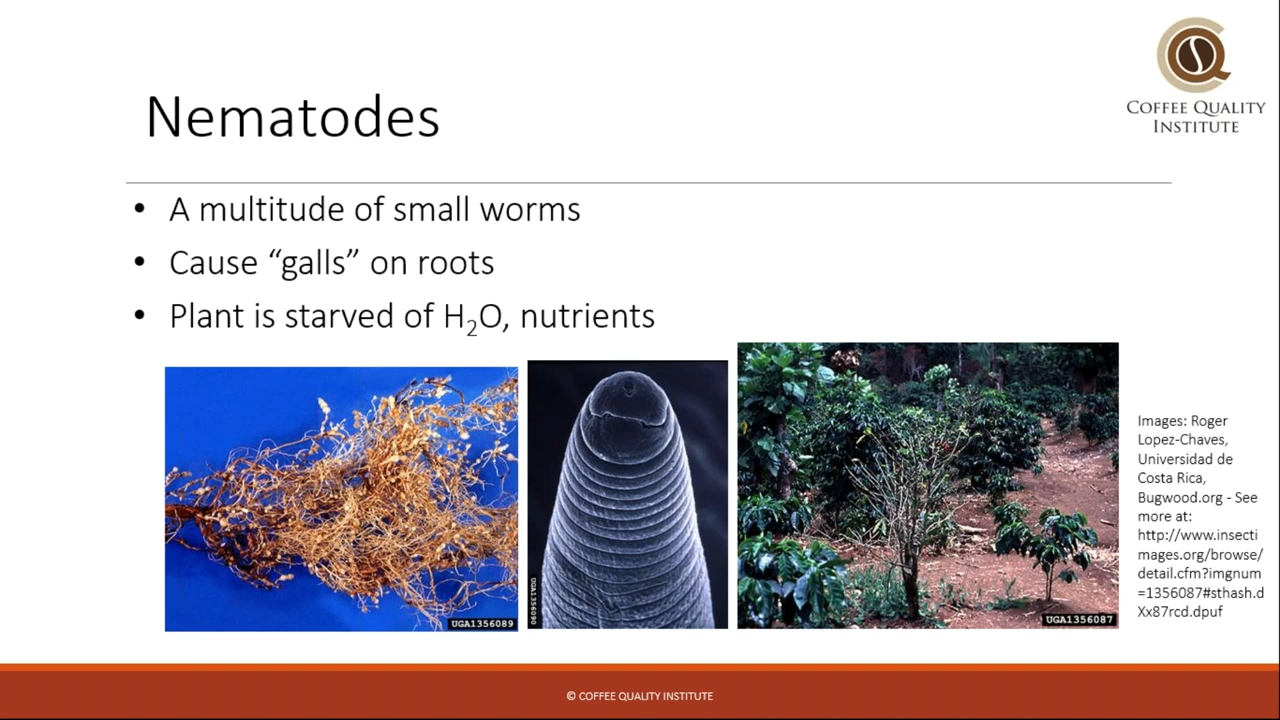 COFFEE QUALITY
INSTITUTE
Nematodes
• A multitude of small worms
• Cause “galls” on roots
• Plant is starved of H₂O, nutrients
UGA1356089
UGA1356090
UGA1356087
Images: Roger
Lopez-Chaves,
Universidad de
Costa Rica,
Bugwood.org - See
more at:
http://www.insecti
mages.org/browse/
detail.cfm?imgnum
=1356087#sthash.d
Xx87rcd.dpuf
© COFFEE QUALITY INSTITUTE